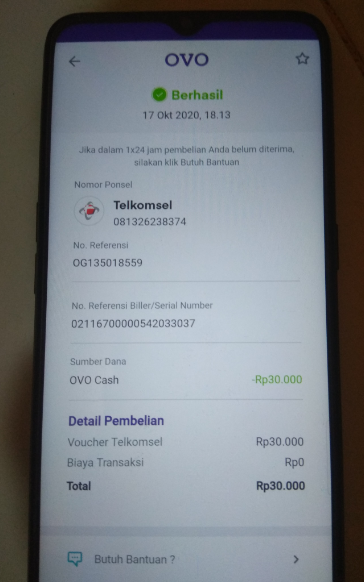 OVO
Berhasil
17 Okt 2020, 18.13
Jika dalam 1x24 jam pembelian Anda belum diterima,
silakan klik Butuh Bantuan
Nomor Ponsel
Telkomsel
081326238374
No. Referensi
OG135018559
No. Referensi Biller/Serial Number
02116700000542033037
Sumber Dana
OVO Cash -Rp30.000
Detail Pembelian
Voucher Telkomsel Rp30.000
Biaya Transaksi Rp0
Total Rp30.000
Butuh Bantuan ?